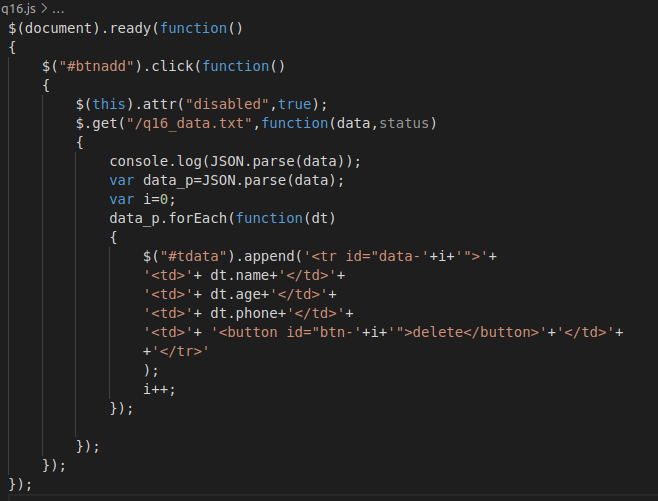 q16.js > ...
$(document).ready(function()
{
    $("#btnadd").click(function()
    {
        $(this).attr("disabled",true);
        $.get("/q16_data.txt",function(data,status)
        {
            console.log(JSON.parse(data));
            var data_p=JSON.parse(data);
            var i=0;
            data_p.forEach(function(dt)
            {
                $("#tdata").append('<tr id="data-'+i+'">'+
                '<td>'+ dt.name+'</td>'+
                '<td>'+ dt.age+'</td>'+
                '<td>'+ dt.phone+'</td>'+
                '<td>'+ '<button id="btn-'+i+'">delete</button>'+'</td>'+
                +'</tr>'
                );
                i++;
            });
        });
    });
});